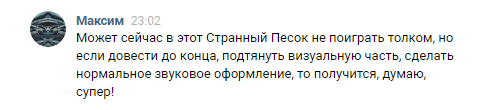 Максим 23:02
Может сейчас в этот Странный Песок не поиграть толком, но
если довести до конца, подтянуть визуальную часть, сделать
нормальное звуковое оформление, то получится, думаю,
супер!